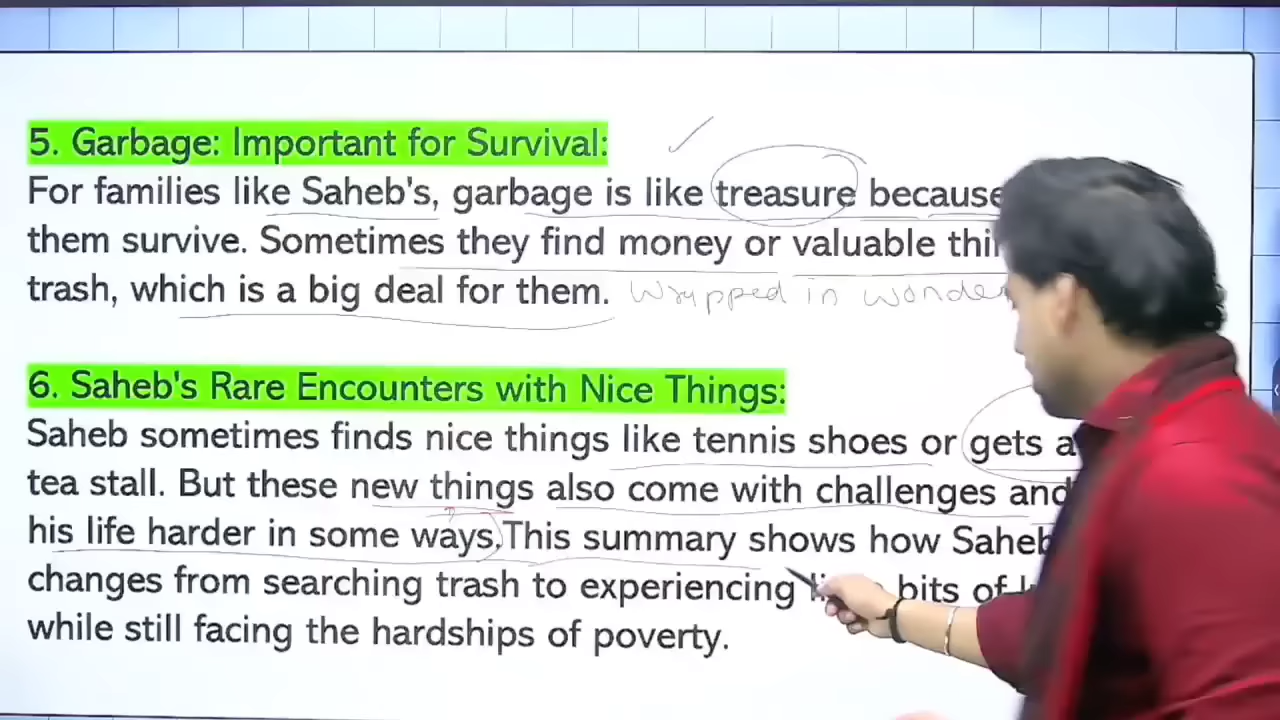 5. Garbage: Important for Survival:
For families like Saheb's, garbage is like treasure because
them survive. Sometimes they find money or valuable
trash, which is a big deal for them. Wrapped in
6. Saheb's Rare Encounters with Nice Things:
Saheb sometimes finds nice things like tennis shoes or gets a
tea stall. But these new things also come with challenges and
his life harder in some ways. This summary shows how
changes from searching trash to experiencing bits of
while still facing the hardships of poverty.